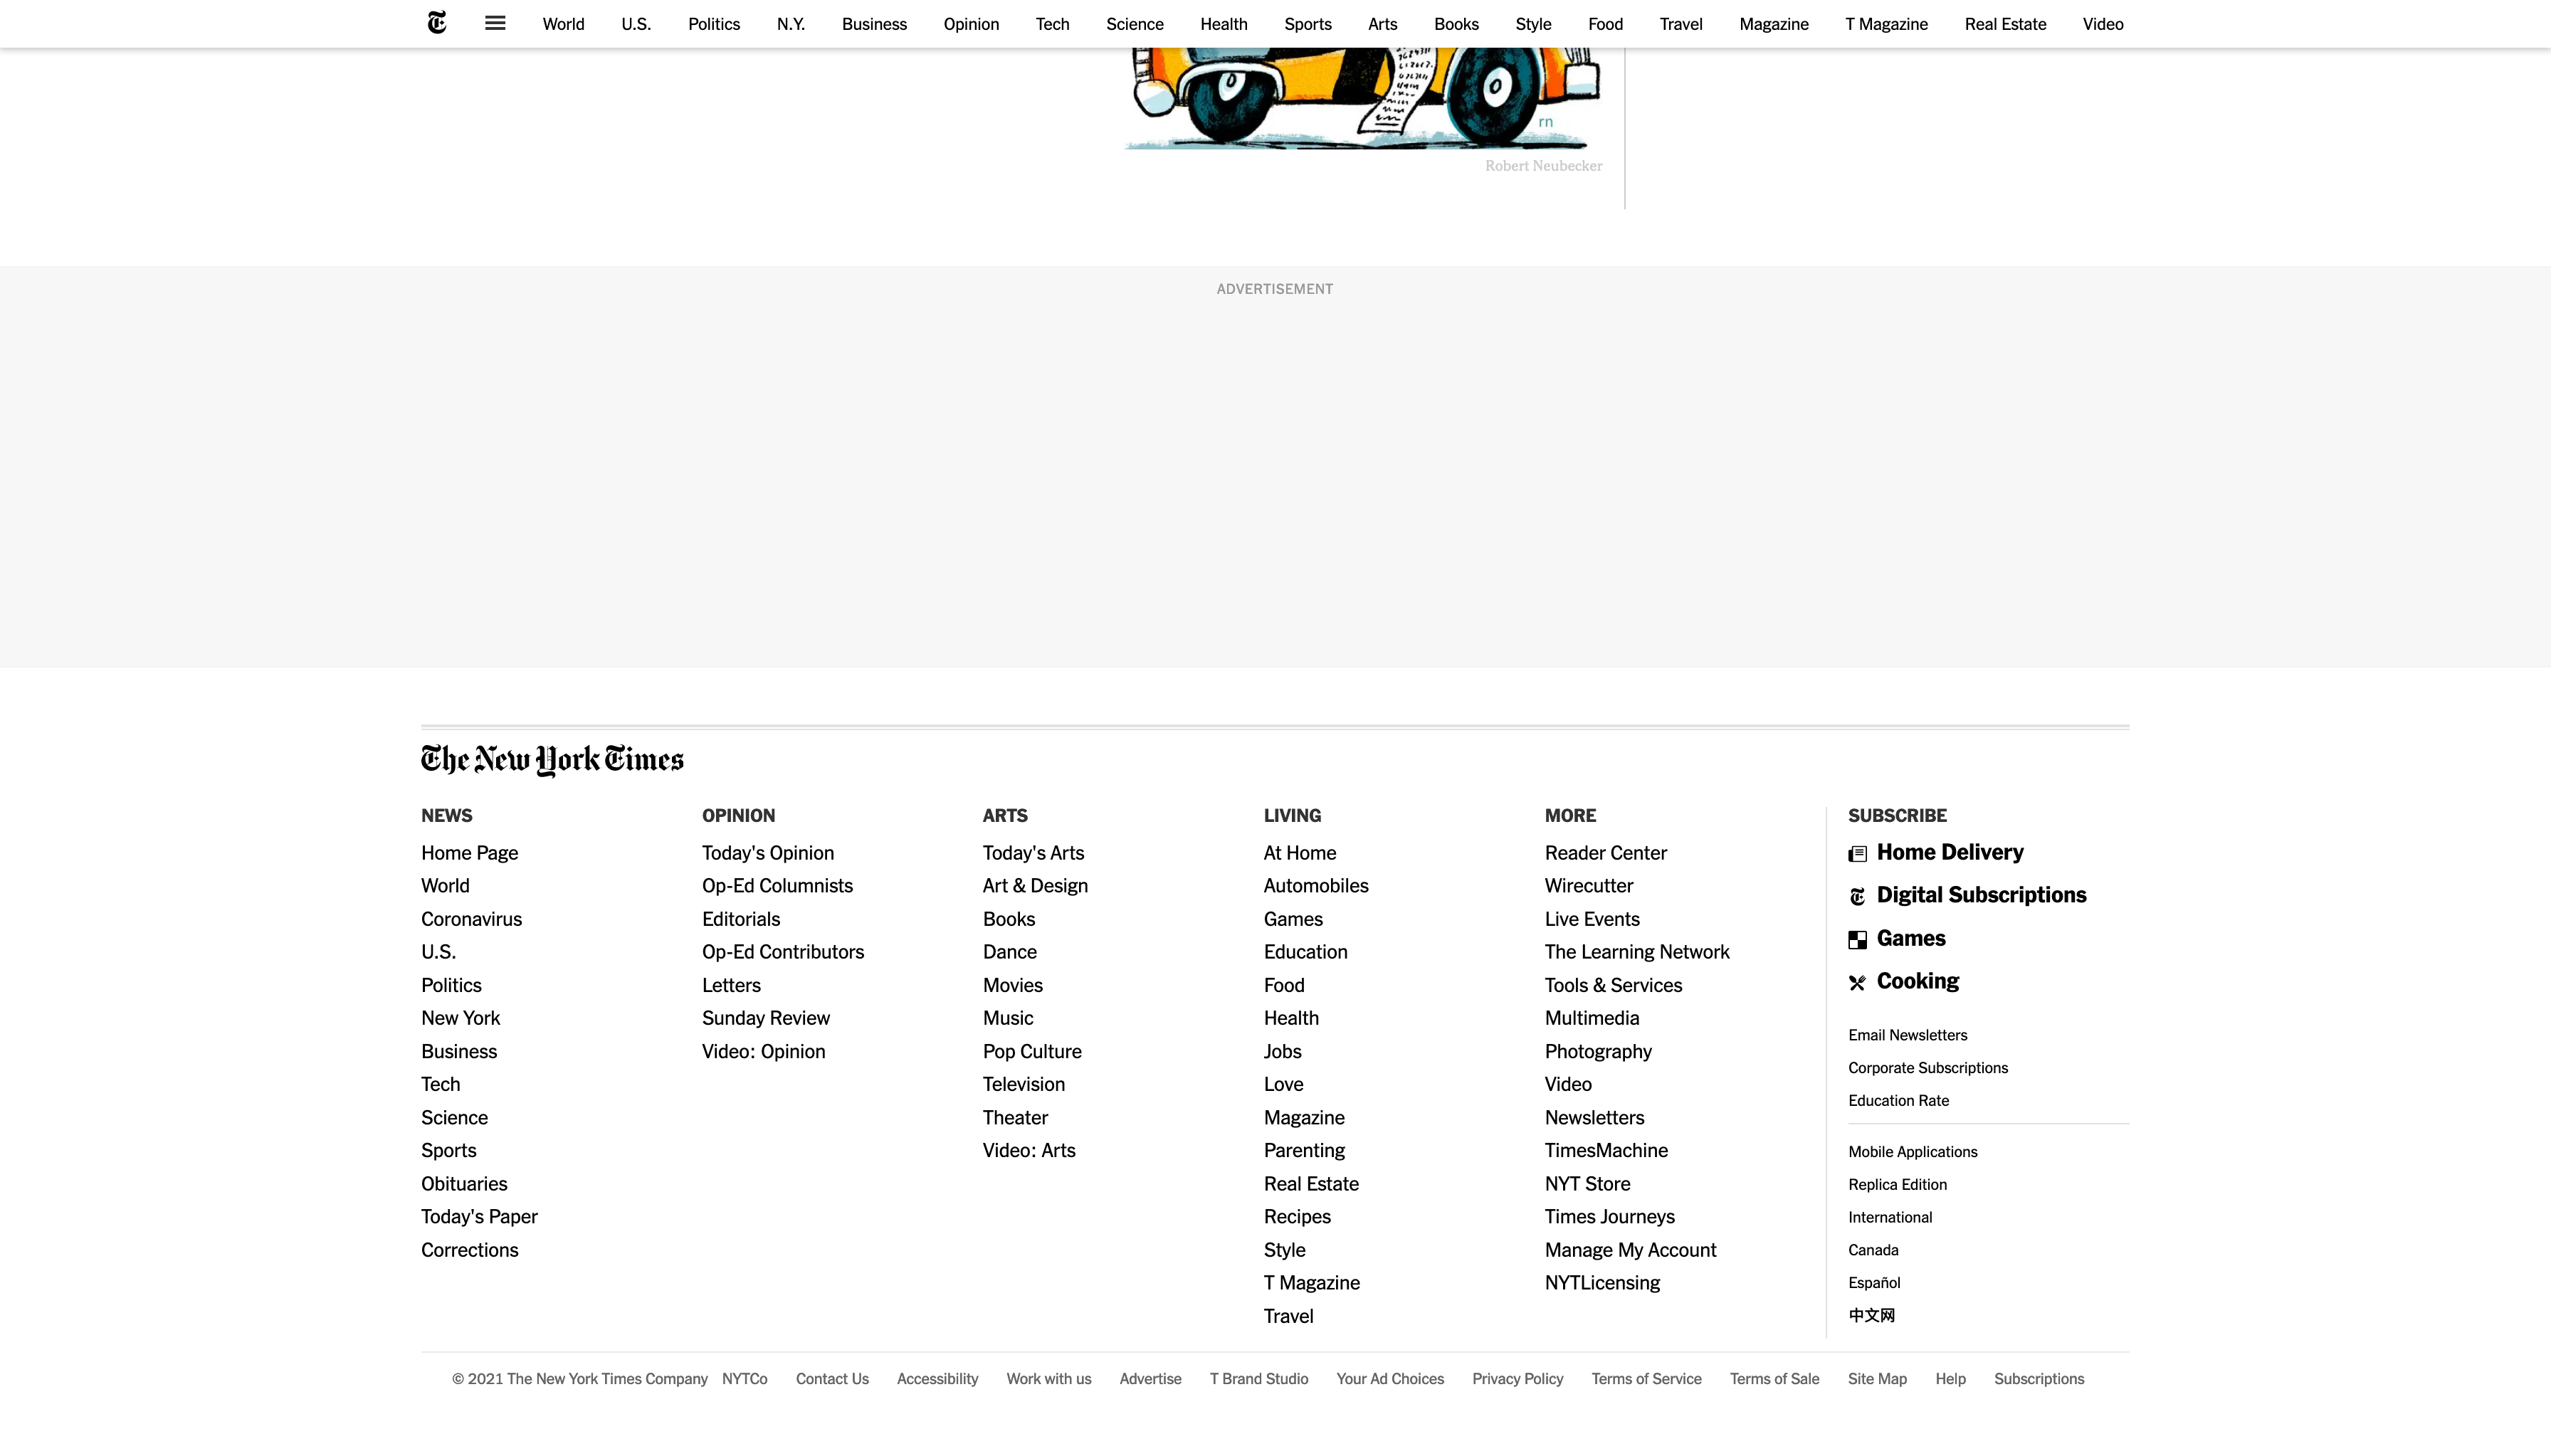 World U.S. Politics N.Y. Business Opinion Tech Science Health Sports Arts Books Style Food Travel Magazine T Magazine Real Estate Video
rn
Robert Neubecker
ADVERTISEMENT
The New York Times
NEWS
Home Page
World
Coronavirus
U.S.
Politics
New York
Business
Tech
Science
Sports
Obituaries
Today's Paper
Corrections
OPINION
Today's Opinion
Op-Ed Columnists
Editorials
Op-Ed Contributors
Letters
Sunday Review
Video: Opinion
ARTS
Today's Arts
Art & Design
Books
Dance
Movies
Music
Pop Culture
Television
Theater
Video: Arts
LIVING
At Home
Automobiles
Games
Education
Food
Health
Jobs
Love
Magazine
Parenting
Real Estate
Recipes
Style
T Magazine
Travel
MORE
Reader Center
Wirecutter
Live Events
The Learning Network
Tools & Services
Multimedia
Photography
Video
Newsletters
TimesMachine
NYT Store
Times Journeys
Manage My Account
NYTLicensing
SUBSCRIBE
Home Delivery
Digital Subscriptions
Games
Cooking
Email Newsletters
Corporate Subscriptions
Education Rate
Mobile Applications
Replica Edition
International
Canada
Español
中文网
© 2021 The New York Times Company NYTCo Contact Us Accessibility Work with us Advertise T Brand Studio Your Ad Choices Privacy Policy Terms of Service Terms of Sale Site Map Help Subscriptions